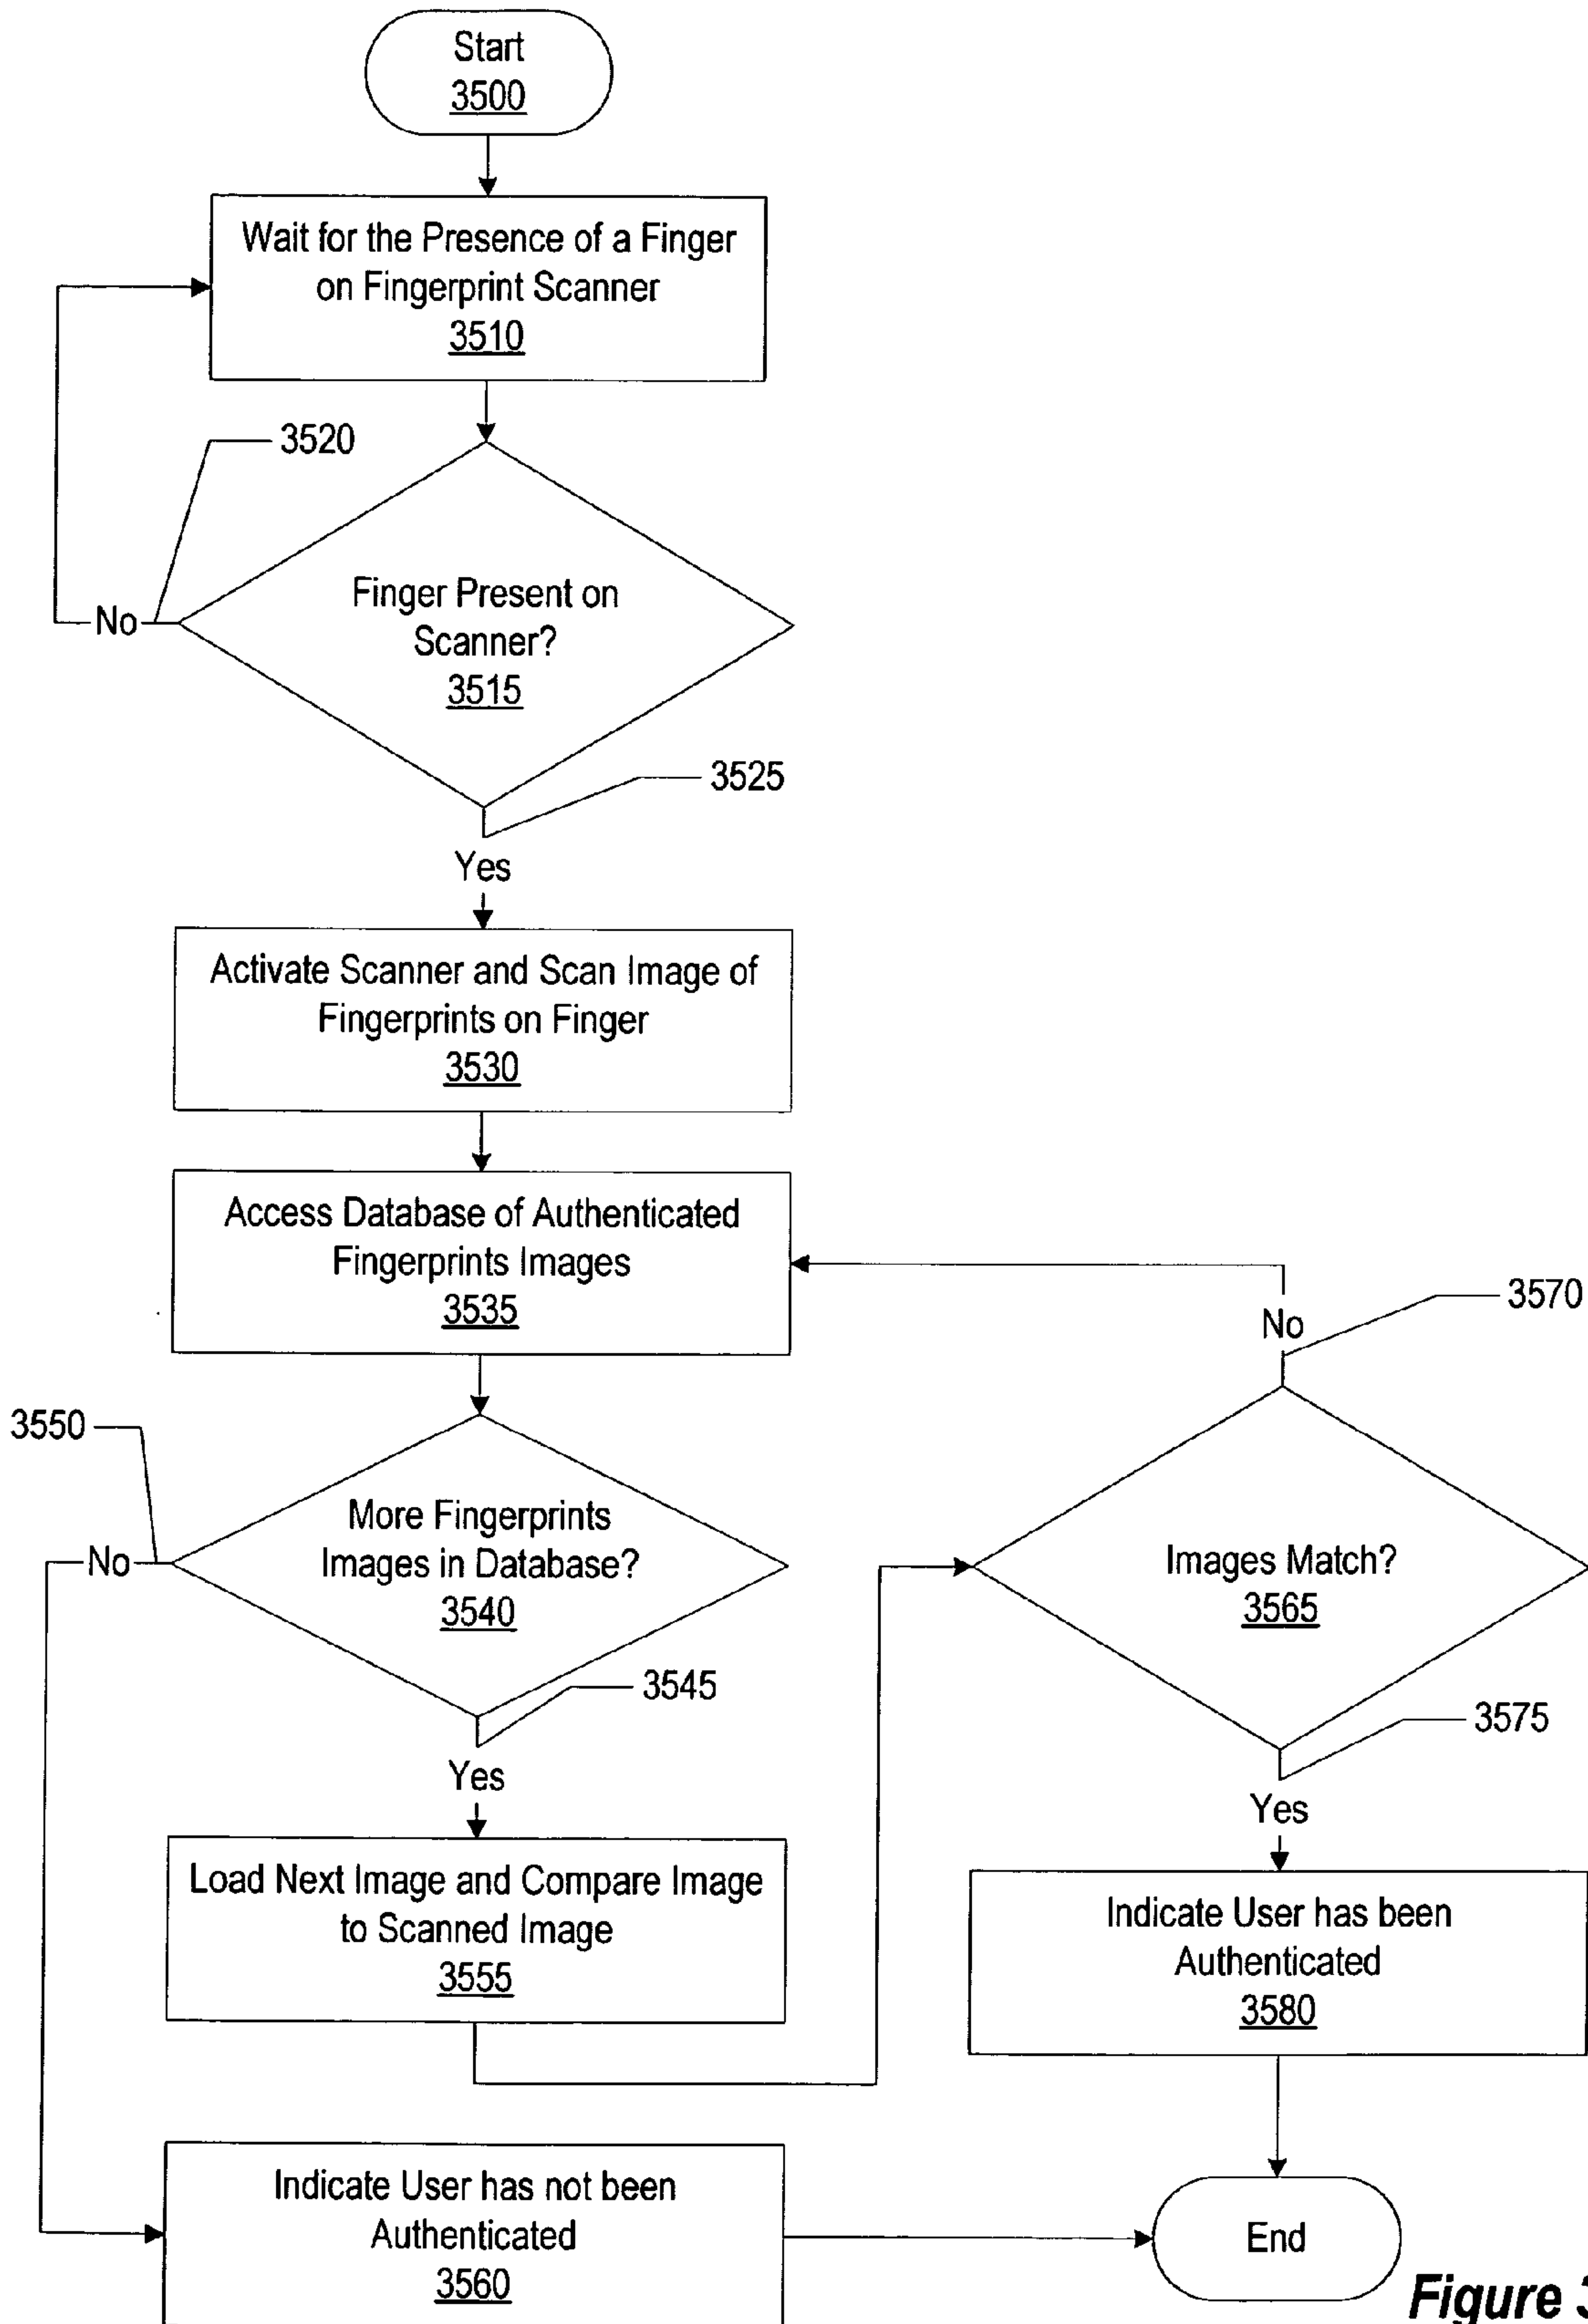 Start
3500
Wait for the Presence of a Finger
on Fingerprint Scanner
3510
3520
Finger Present on
Scanner?
3515
No
3525
Yes
Activate Scanner and Scan Image of
Fingerprints on Finger
3530
Access Database of Authenticated
Fingerprints Images
3535
3570
No
3550
More Fingerprints
Images in Database?
3540
No
Images Match?
3565
3545
Yes
3575
Yes
Load Next Image and Compare Image
to Scanned Image
3555
Indicate User has been
Authenticated
3580
Indicate User has not been
Authenticated
3560
End
Figure